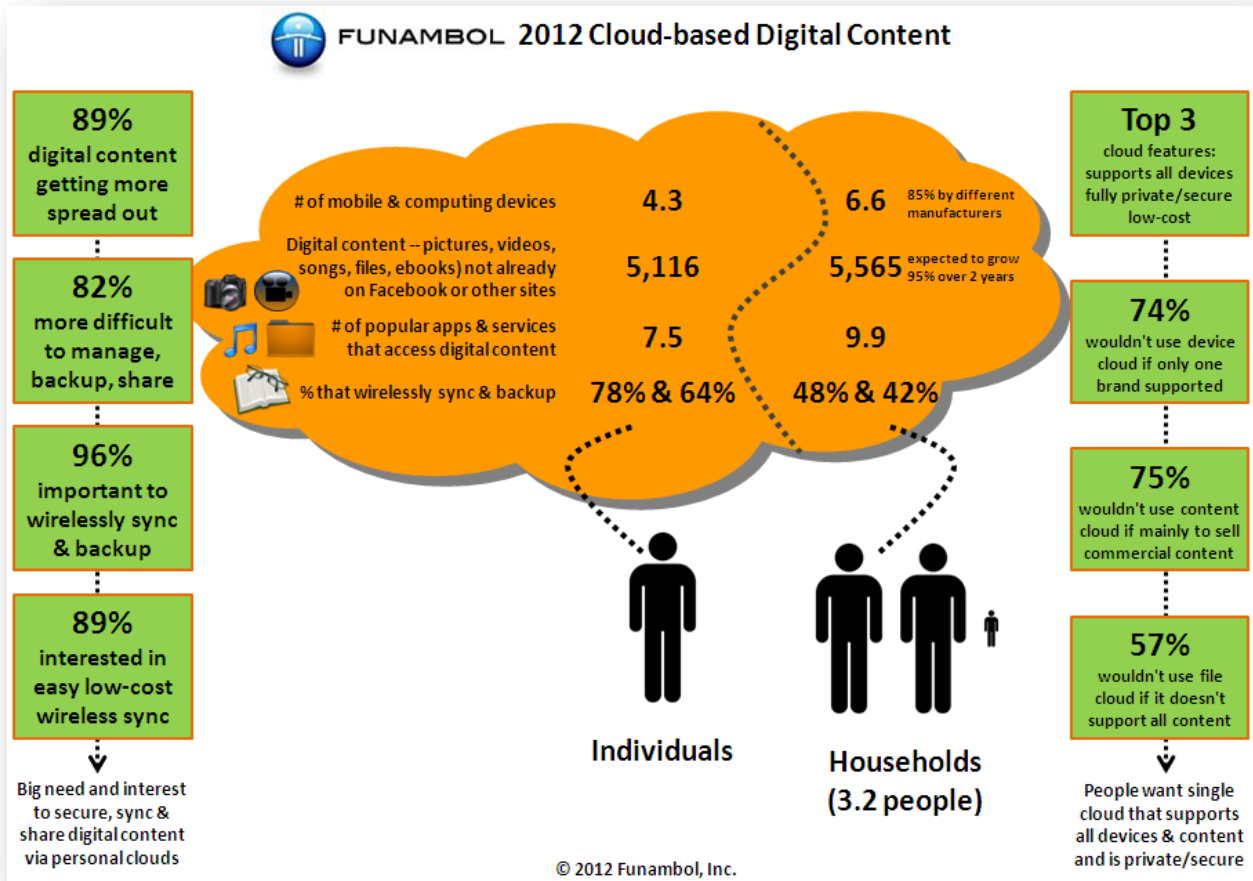 FUNAMBOL 2012 Cloud-based Digital Content
89%
digital content
getting more
spread out
82%
more difficult
to manage,
backup, share
96%
important to
wirelessly sync
& backup
89%
interested in
easy low-cost
wireless sync
Big need and interest
to secure, sync &
share digital content
via personal clouds
# of mobile & computing devices 4.3 6.6 85% by different
manufacturers
Digital content -- pictures, videos,
songs, files, ebooks) not already
on Facebook or other sites
5,116 5,565 expected to grow
95% over 2 years
# of popular apps & services
that access digital content
7.5 9.9
% that wirelessly sync & backup 78% & 64% 48% & 42%
Individuals
Households
(3.2 people)
Top 3
cloud features:
supports all devices
fully private/secure
low-cost
74%
wouldn't use device
cloud if only one
brand supported
75%
wouldn't use content
cloud if mainly to sell
commercial content
57%
wouldn't use file
cloud if it doesn't
support all content
People want single
cloud that supports
all devices & content
and is private/secure
© 2012 Funambol, Inc.